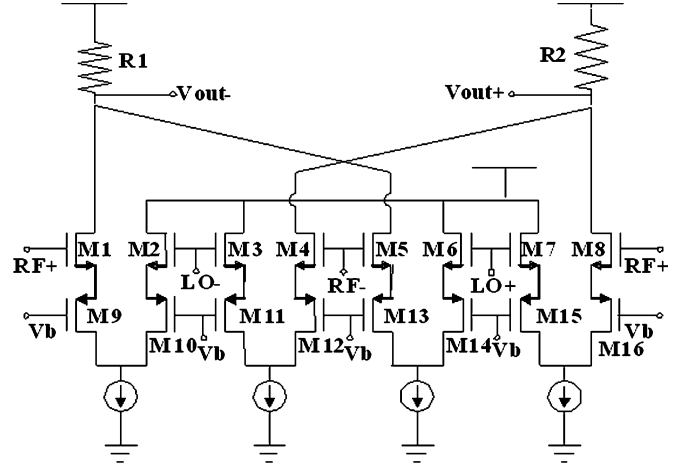 R1
R2
Vout-
Vout+
M1
M2
M3
M4
M5
M6
M7
M8
RF+
LO-
RF-
LO+
RF+
Vb
M9
M10
Vb
M11
M12
Vb
M13
M14
Vb
M15
M16
Vb